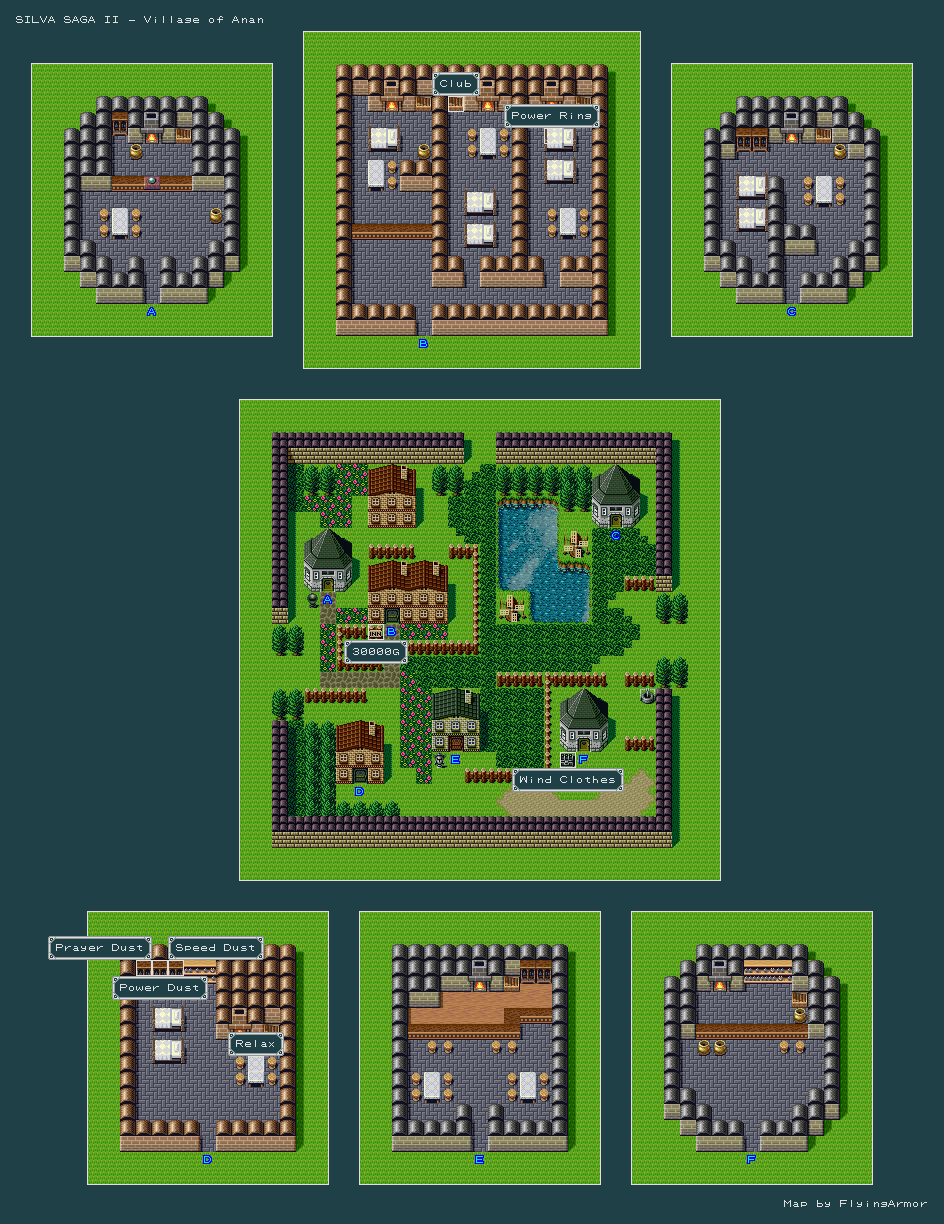 SILVA SAGA II - Village of Anan
Club
Power Ring
A
B
C
C
A
INN
B
30000G
E
F
D
Wind Clothes
Prayer Dust
Speed Dust
Power Dust
Relax
D
E
F
Map by FlyingArmor